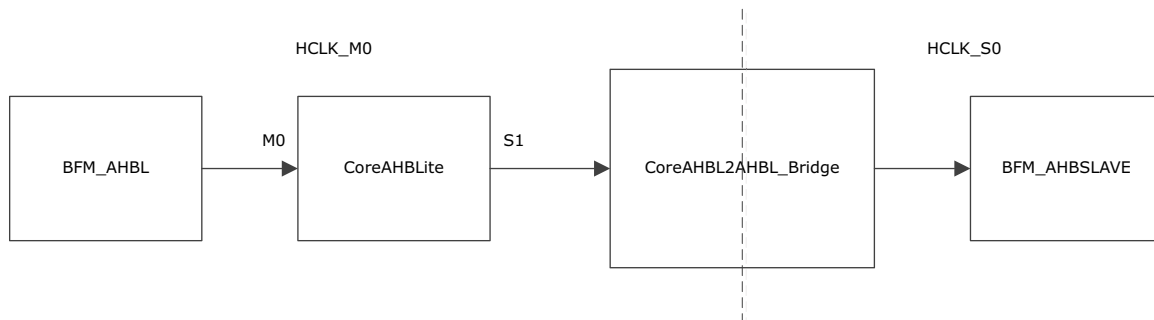 HCLK_M0
HCLK_S0
BFM_AHBL
M0
CoreAHBLite
S1
CoreAHBL2AHBL_Bridge
BFM_AHBSLAVE